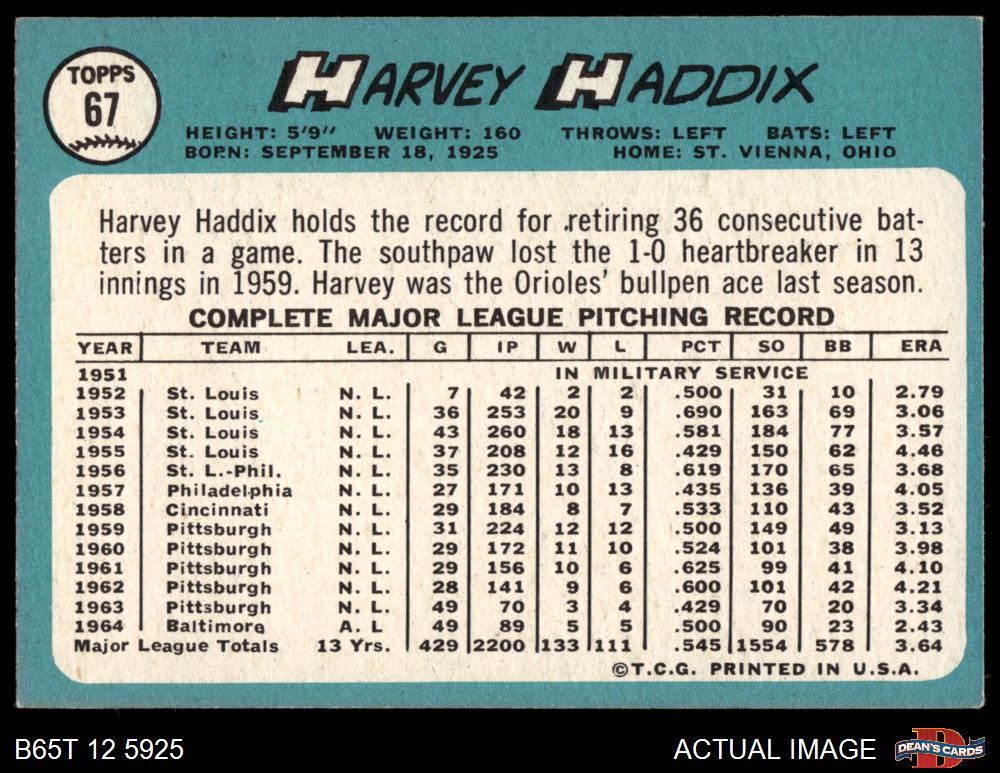 TOPPS
67
HARVEY HADDIX
HEIGHT: 5'9" WEIGHT: 160 THROWS: LEFT BATS: LEFT
BORN: SEPTEMBER 18, 1925 HOME: ST. VIENNA, OHIO
Harvey Haddix holds the record for retiring 36 consecutive bat-
ters in a game. The southpaw lost the 1-0 heartbreaker in 13
innings in 1959. Harvey was the Orioles' bullpen ace last season.
COMPLETE MAJOR LEAGUE PITCHING RECORD
YEAR TEAM LEA. G IP W L PCT SO BB ERA
1951 IN MILITARY SERVICE
1952 St. Louis N. L. 7 42 2 2 .500 31 10 2.79
1953 St. Louis N. L. 36 253 20 9 .690 163 69 3.06
1954 St. Louis N. L. 43 260 18 13 .581 184 77 3.57
1955 St. Louis N. L. 37 208 12 16 .429 150 62 4.46
1956 St. L.-Phil. N. L. 35 230 13 8 .619 170 65 3.68
1957 Philadelphia N. L. 27 171 10 13 .435 136 39 4.05
1958 Cincinnati N. L. 29 184 8 7 .533 110 43 3.52
1959 Pittsburgh N. L. 31 224 12 12 .500 149 49 3.13
1960 Pittsburgh N. L. 29 172 11 10 .524 101 38 3.98
1961 Pittsburgh N. L. 29 156 10 6 .625 99 41 4.10
1962 Pittsburgh N. L. 28 141 9 6 .600 101 42 4.21
1963 Pittsburgh N. L. 49 70 3 4 .429 70 20 3.34
1964 Baltimore A. L 49 89 5 5 .500 90 23 2.43
Major League Totals 13 Yrs. 429 2200 133 111 .545 1554 578 3.64
©T.C.G. PRINTED IN U.S.A.
B65T 12 5925 ACTUAL IMAGE
D
DEAN'S CARDS